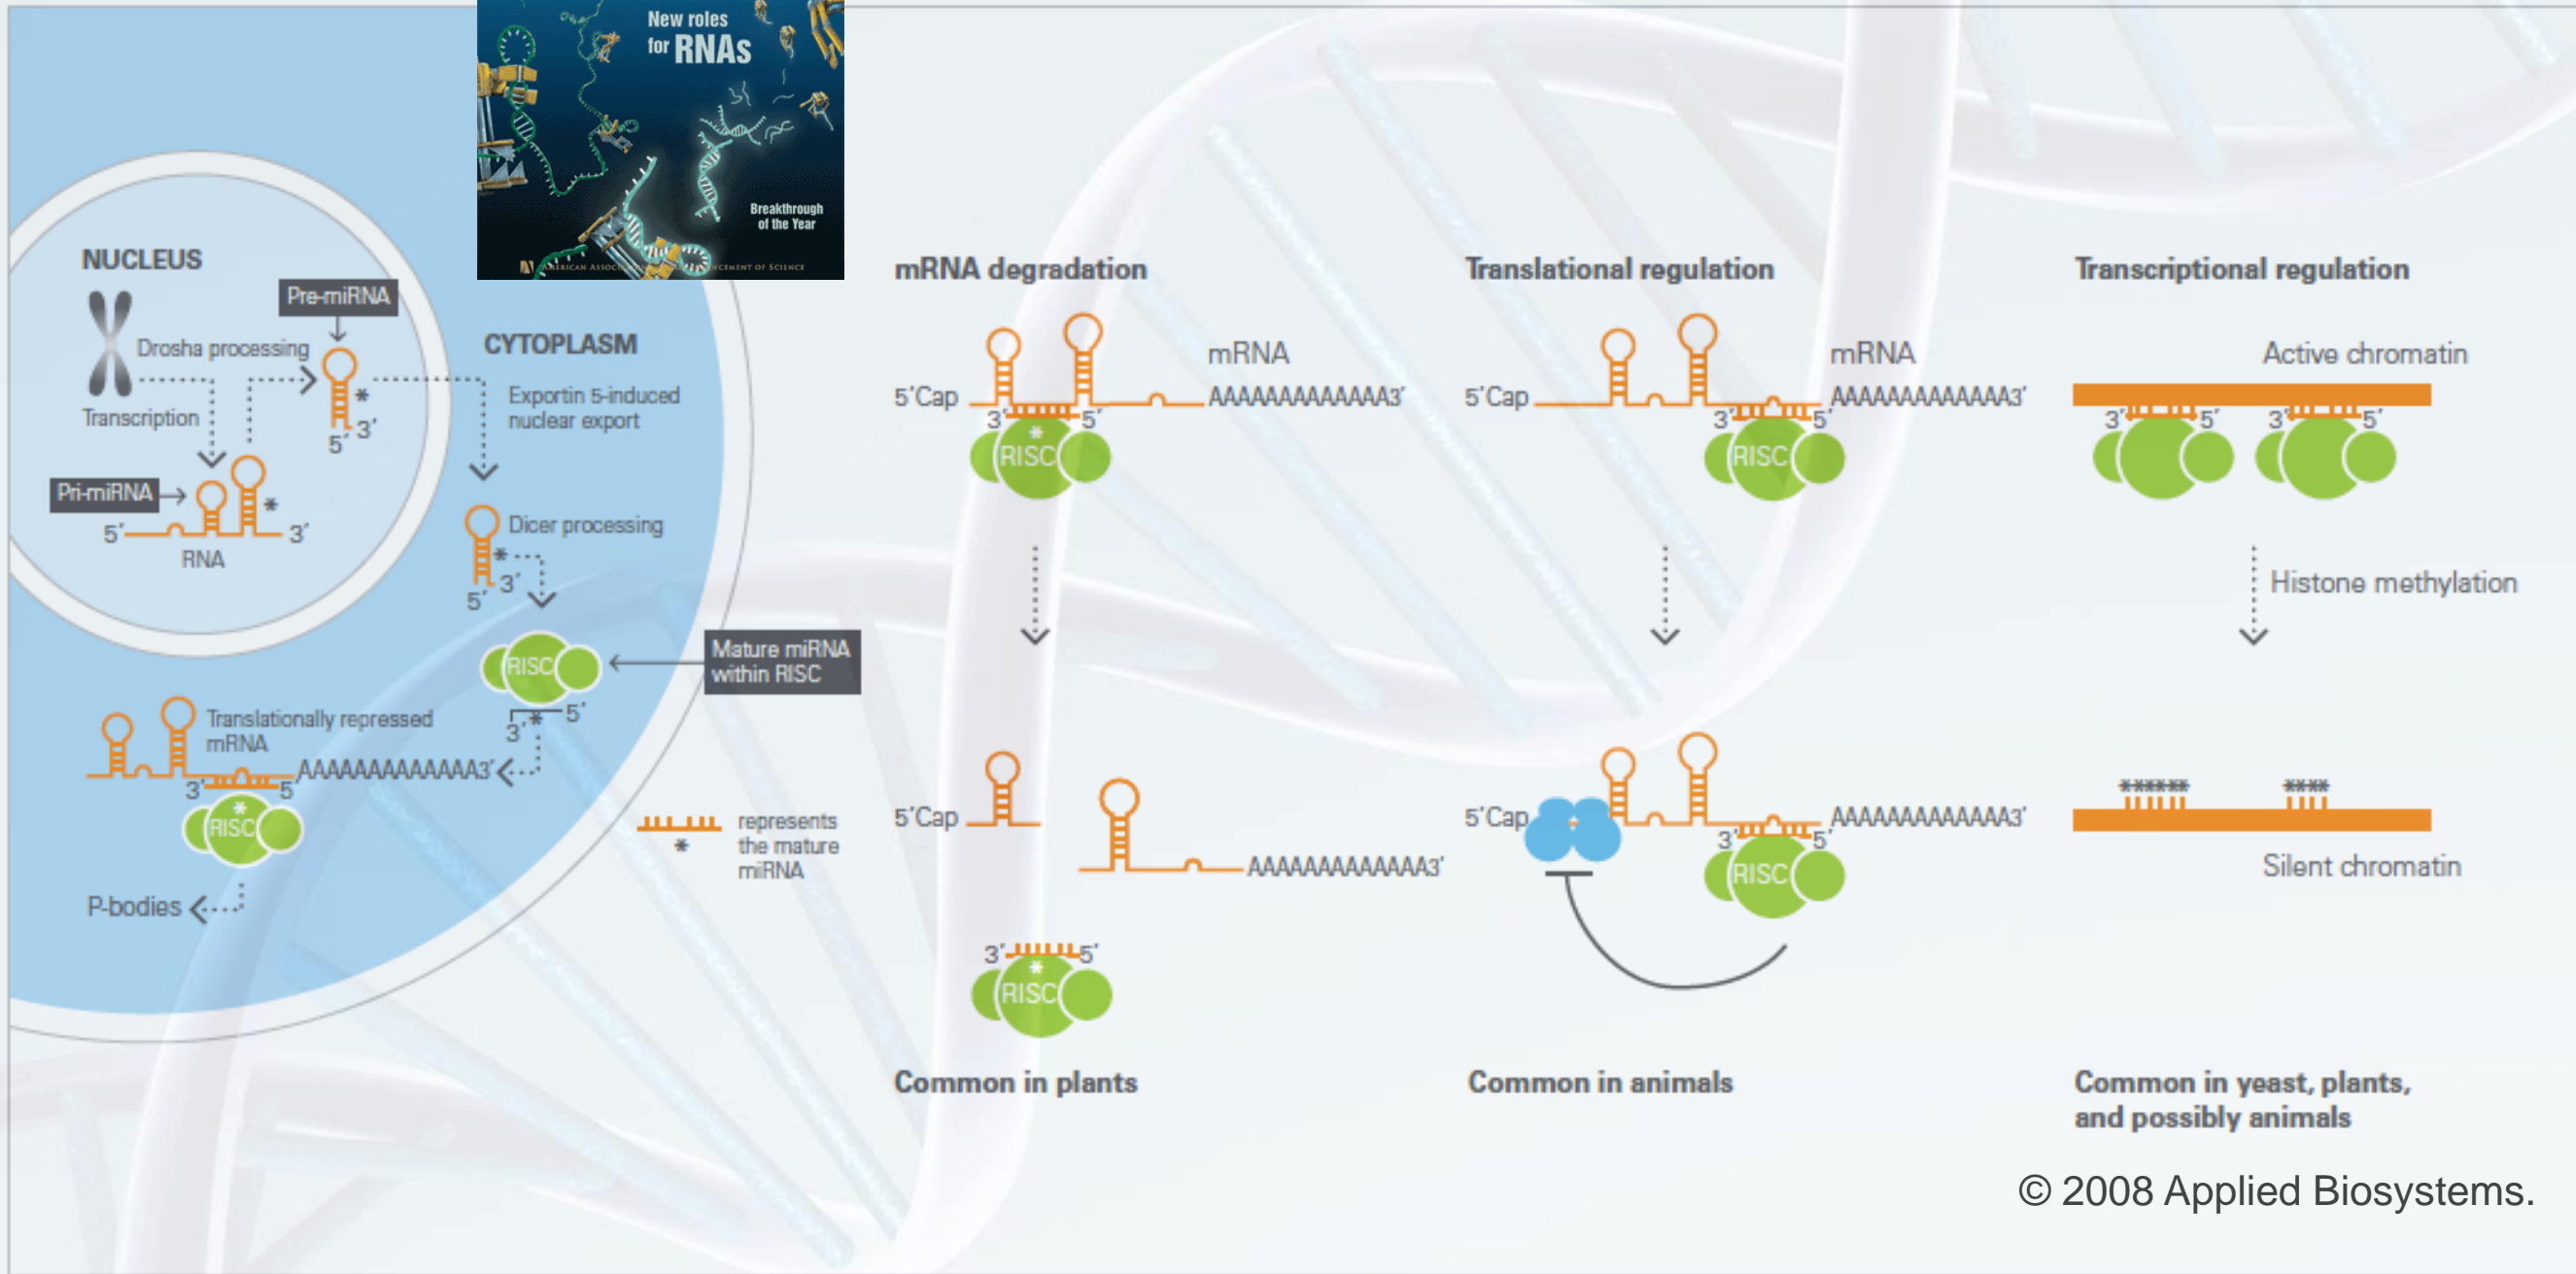 New roles
for RNAs
Breakthrough
of the Year
NUCLEUS
Pre-miRNA
Drosha processing
Transcription
*
5′ 3′
Pri-miRNA
*
5′ 3′
RNA
CYTOPLASM
Exportin 5-induced
nuclear export
Dicer processing
*
3′
5′
RISC
Mature miRNA
within RISC
3′ * 5′
Translationally repressed
mRNA
AAAAAAAAAAAAA3′
3′ 5′
*
RISC
P-bodies
represents
the mature
miRNA
*
mRNA degradation
mRNA
5′Cap AAAAAAAAAAAAA3′
3′ 5′
*
RISC
5′Cap
AAAAAAAAAAAAA3′
3′ 5′
*
RISC
Common in plants
Translational regulation
mRNA
5′Cap AAAAAAAAAAAAA3′
3′ 5′
RISC
5′Cap AAAAAAAAAAAAA3′
3′ 5′
RISC
Common in animals
Transcriptional regulation
Active chromatin
3′ 5′ 3′ 5′
Histone methylation
****** ****
Silent chromatin
Common in yeast, plants,
and possibly animals
© 2008 Applied Biosystems.